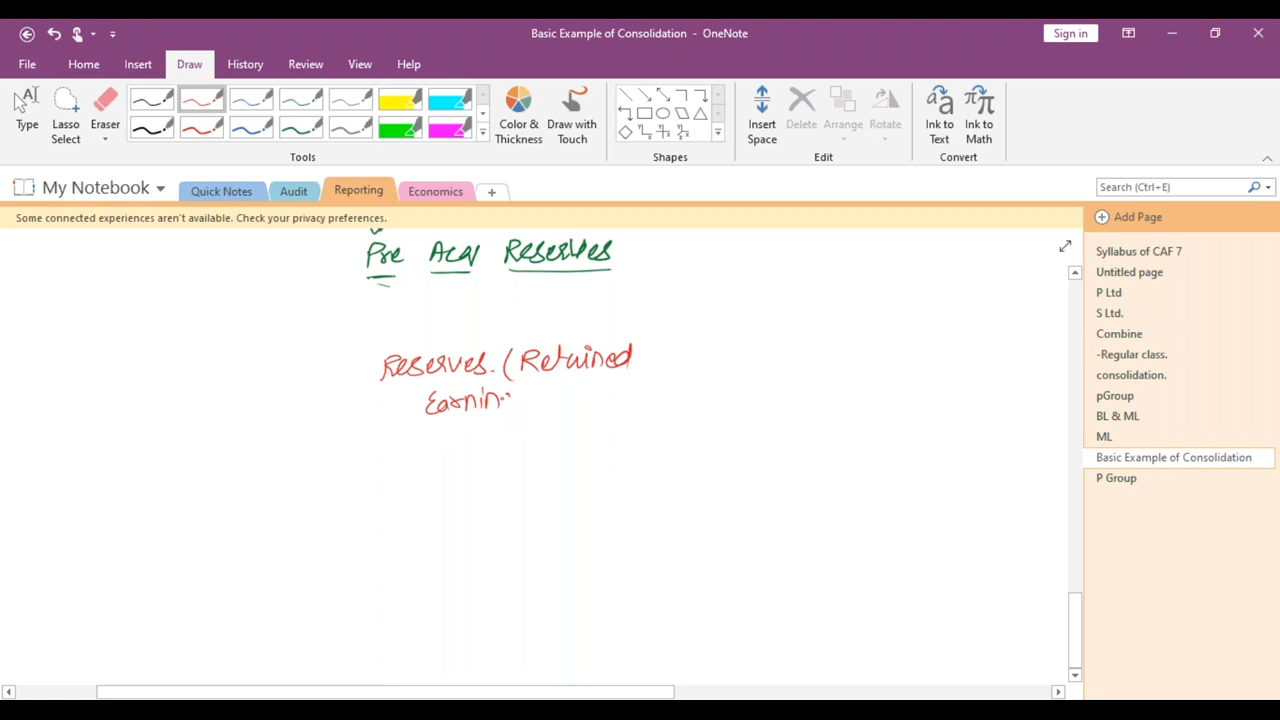 Basic Example of Consolidation - OneNote
Sign in
File Home Insert Draw History Review View Help
Type
Lasso Select
Eraser
Color & Thickness
Draw with Touch
Insert Space
Delete
Arrange
Rotate
Ink to Text
Ink to Math
Tools
Shapes
Edit
Convert
My Notebook
Quick Notes
Audit
Reporting
Economics
Search (Ctrl+E)
Some connected experiences aren't available. Check your privacy preferences.
Add Page
Pre Acq Reserves
Reserves. (Retained
Earnin
Syllabus of CAF 7
Untitled page
P Ltd
S Ltd.
Combine
-Regular class.
consolidation.
pGroup
BL & ML
ML
Basic Example of Consolidation
P Group